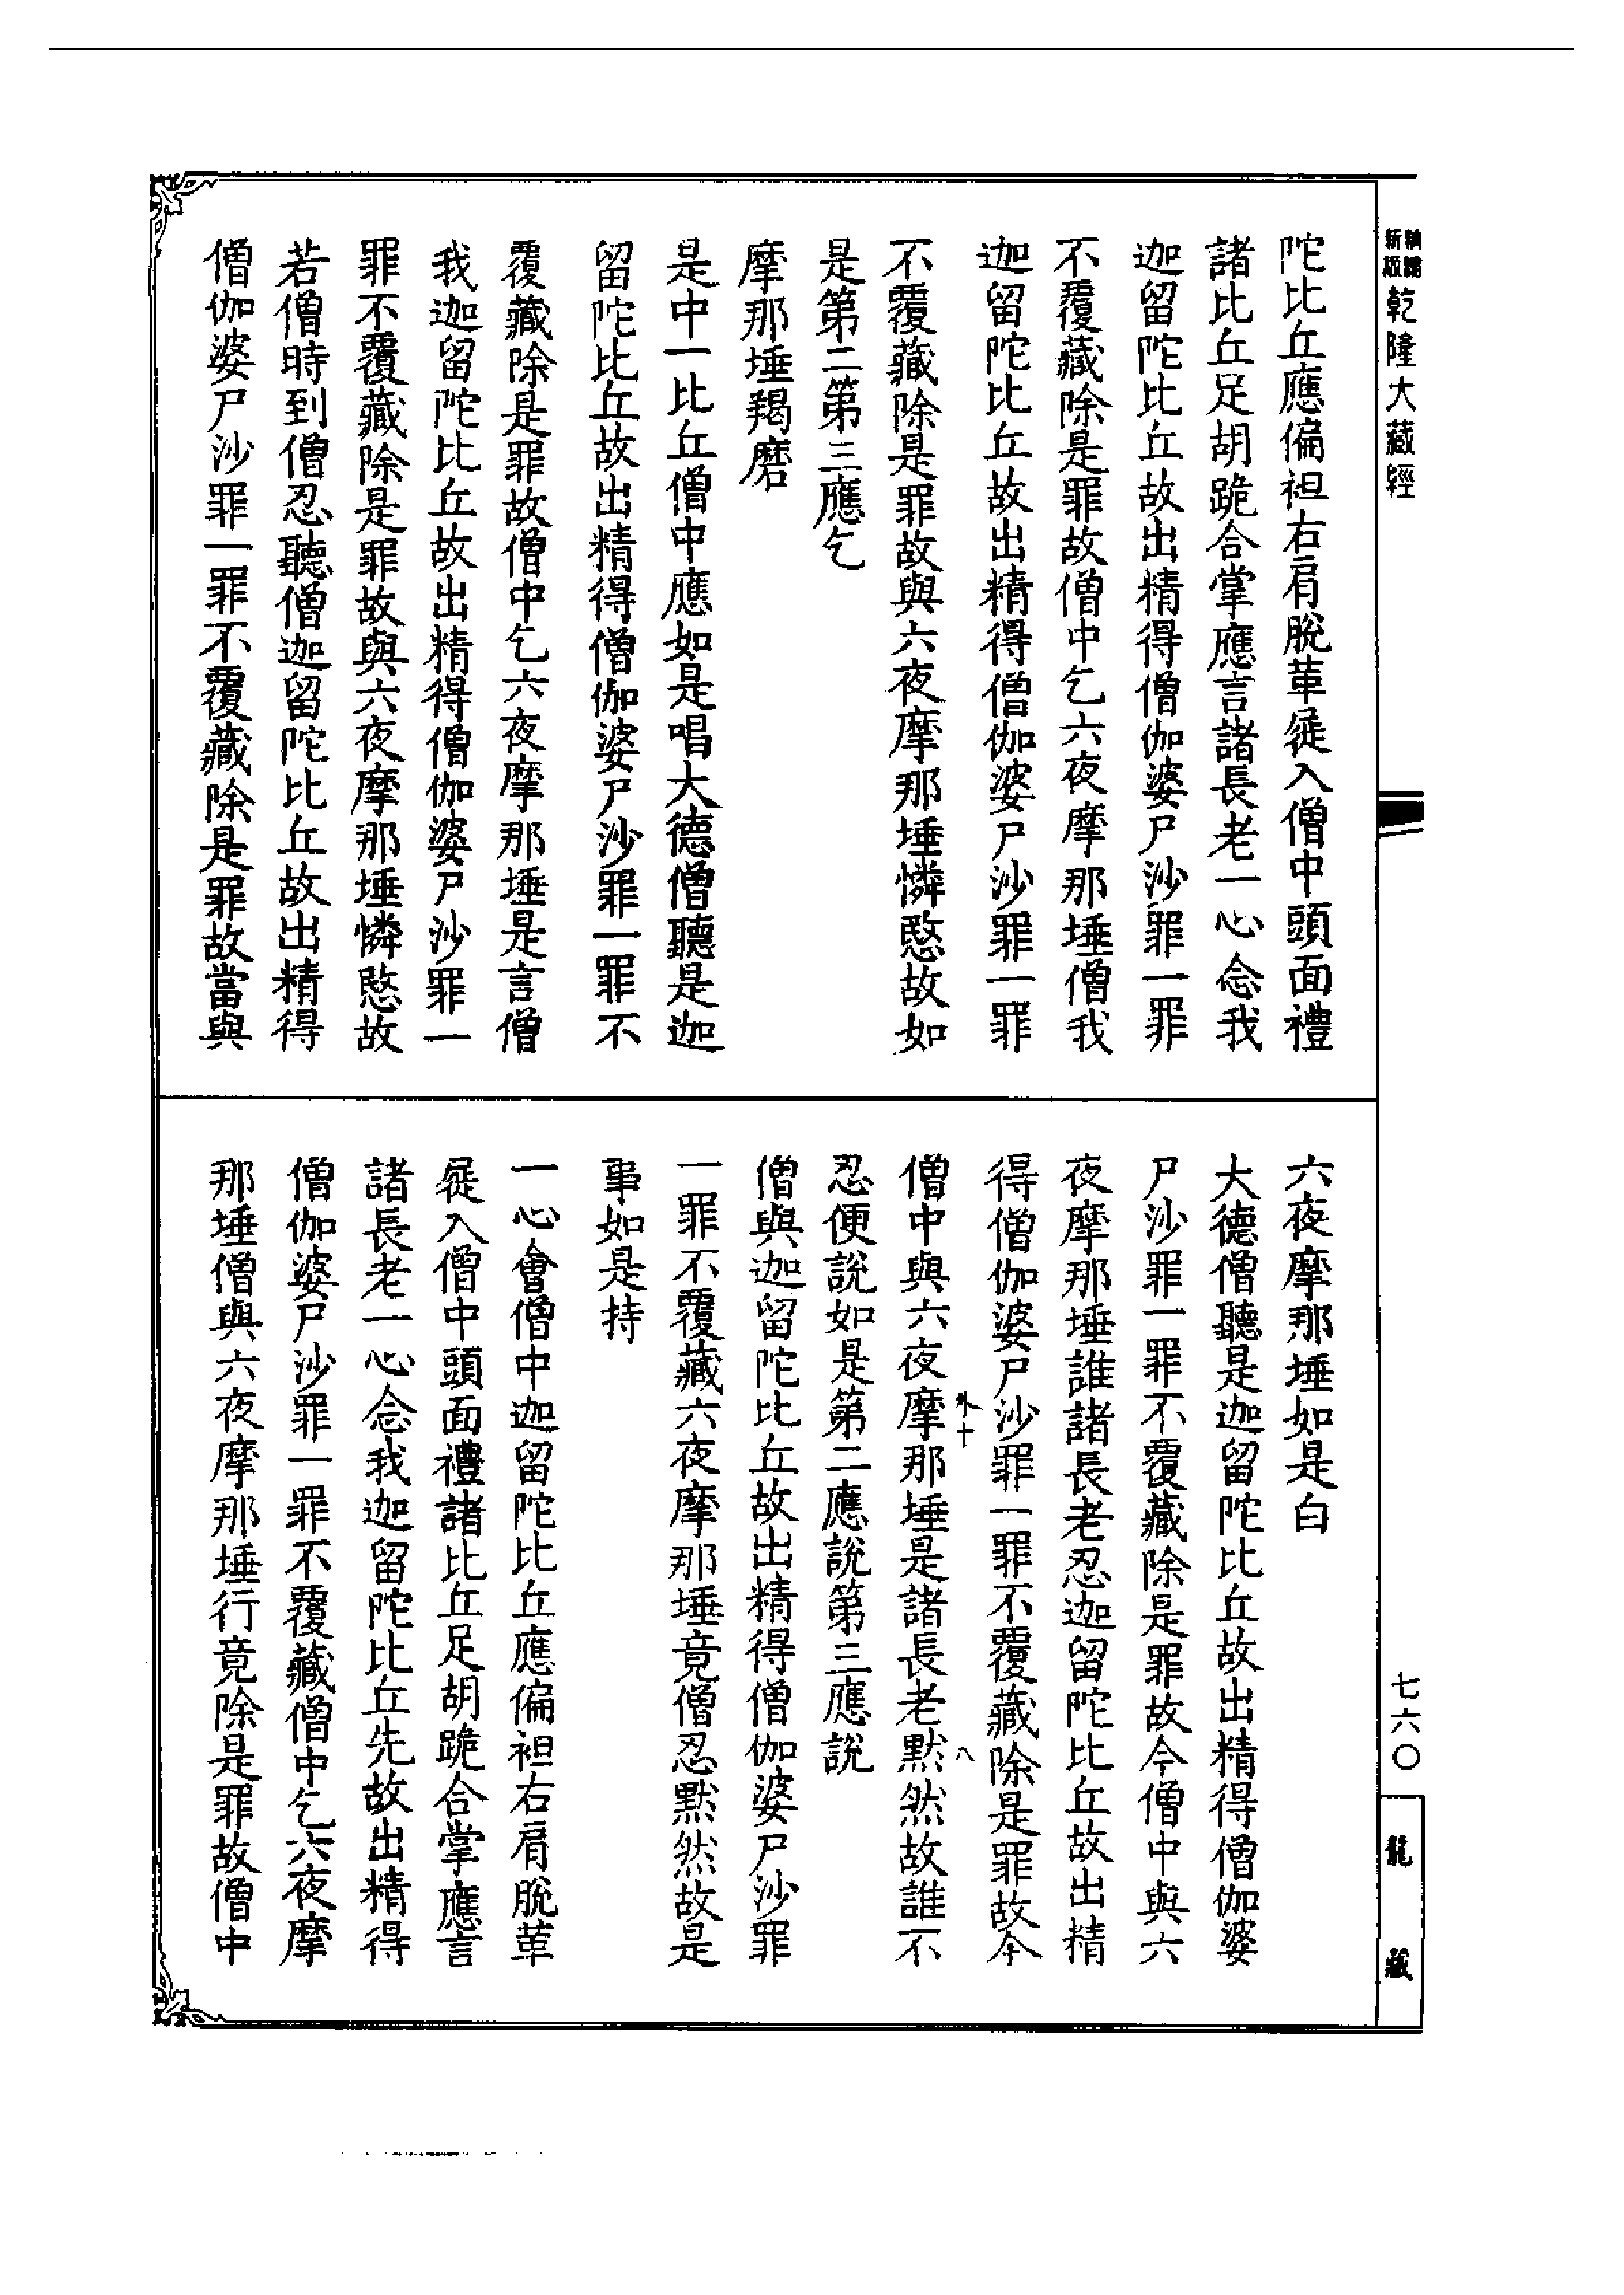 精編新版乾隆大藏經
陀比丘應偏袒右肩脫革屣入僧中頭面禮
諸比丘足胡跪合掌應言諸長老一心念我
迦留陀比丘故出精得僧伽婆尸沙罪一罪
不覆藏除是罪故僧中乞六夜摩那埵僧我
迦留陀比丘故出精得僧伽婆尸沙罪一罪
不覆藏除是罪故與六夜摩那埵憐愍故如
是第二第三應乞
摩那埵羯磨
是中一比丘僧中應如是唱大德僧聽是迦
留陀比丘故出精得僧伽婆尸沙罪一罪不
覆藏除是罪故僧中乞六夜摩那埵是言僧
我迦留陀比丘故出精得僧伽婆尸沙罪一
罪不覆藏除是罪故與六夜摩那埵憐愍故
若僧時到僧忍聽僧迦留陀比丘故出精得
僧伽婆尸沙罪一罪不覆藏除是罪故當與
六夜摩那埵如是白
大德僧聽是迦留陀比丘故出精得僧伽婆
尸沙罪一罪不覆藏除是罪故今僧中與六
夜摩那埵誰諸長老忍迦留陀比丘故出精
得僧伽婆尸沙罪一罪不覆藏除是罪故今
外十 八
僧中與六夜摩那埵是諸長老默然故誰不
忍便說如是第二應說第三應說
僧與迦留陀比丘故出精得僧伽婆尸沙罪
一罪不覆藏六夜摩那埵竟僧忍默然故是
事如是持
一心會僧中迦留陀比丘應偏袒右肩脫革
屣入僧中頭面禮諸比丘足胡跪合掌應言
諸長老一心念我迦留陀比丘先故出精得
僧伽婆尸沙罪一罪不覆藏僧中乞六夜摩
那埵僧與六夜摩那埵行竟除是罪故僧中
七六〇
龍藏